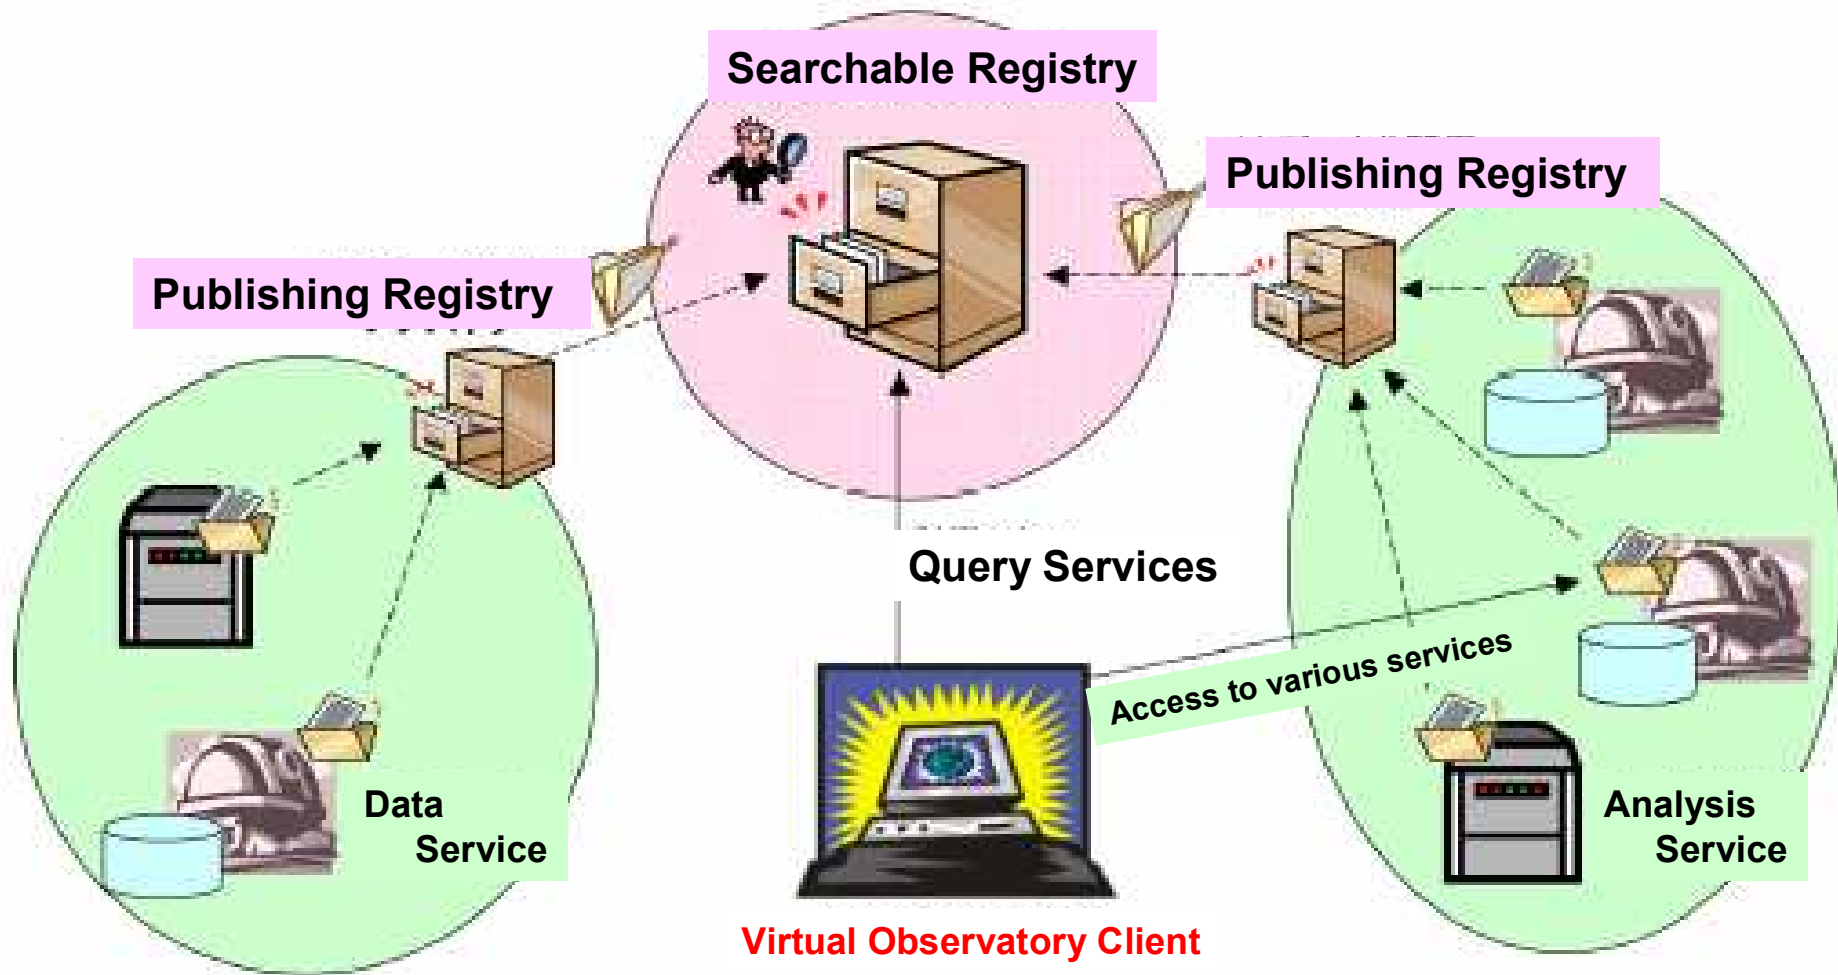 Searchable Registry
Publishing Registry
Publishing Registry
Query Services
Access to various services
Data
Service
Analysis
Service
Virtual Observatory Client